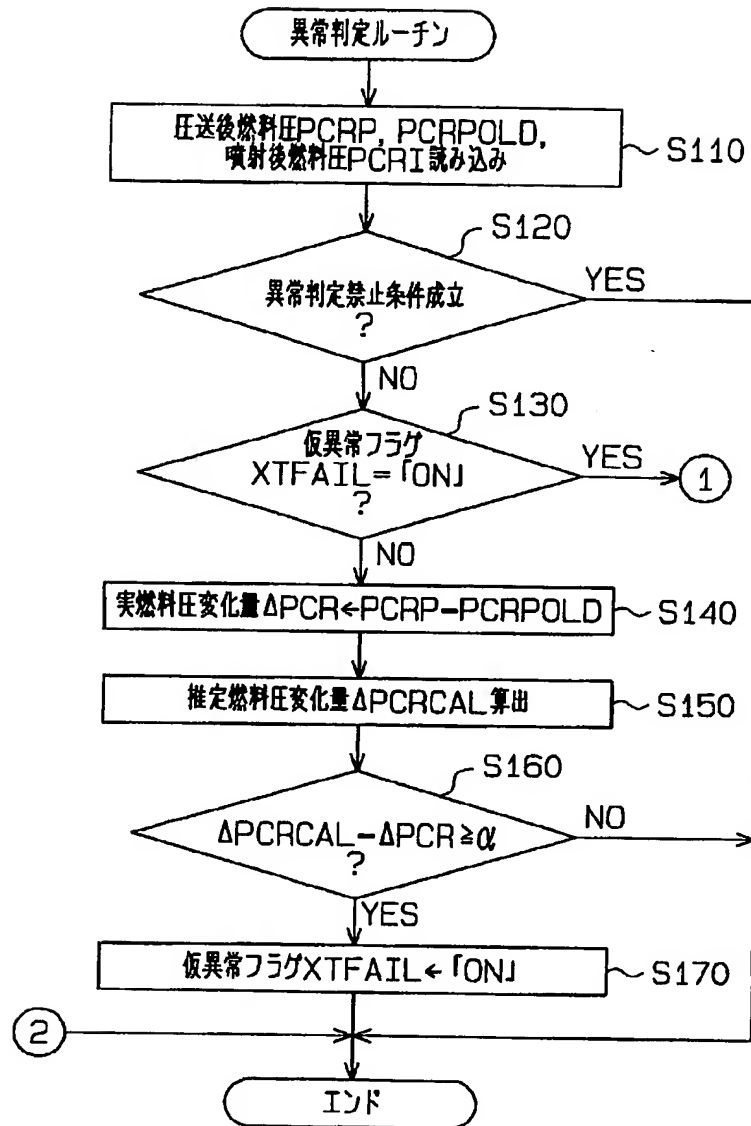 異常判定ルーチン
圧送後燃料圧PCRP, PCRPOLD,
噴射後燃料圧PCRI読み込み
S110
S120
異常判定禁止条件成立
?
YES
NO
S130
仮異常フラグ
XTFAIL=「ON」
?
YES
1
NO
実燃料圧変化量ΔPCR←PCRP-PCRPOLD
S140
推定燃料圧変化量ΔPCRCAL算出
S150
S160
ΔPCRCAL-ΔPCR≧α
?
NO
YES
仮異常フラグXTFAIL←「ON」
S170
2
エンド